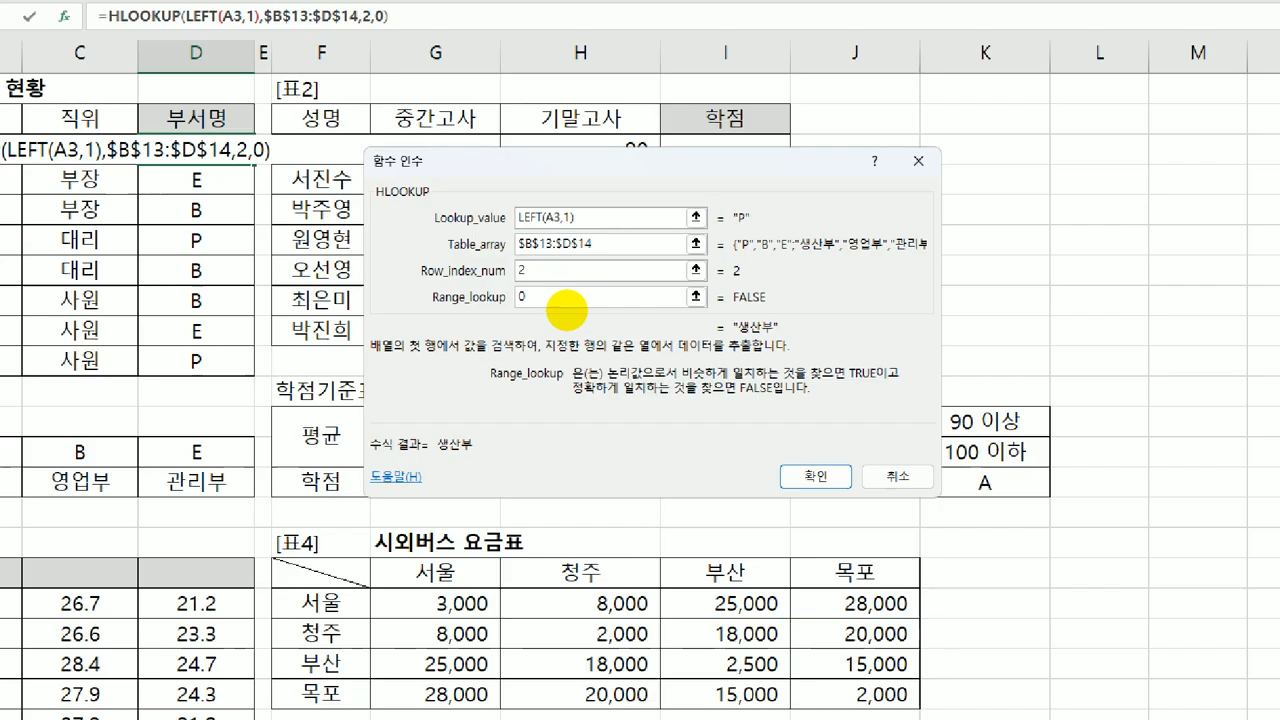 =HLOOKUP(LEFT(A3,1),$B$13:$D$14,2,0)
C D E F G H I J K L M
현황 [표2]
직위 부서명 성명 중간고사 기말고사 학점
(LEFT(A3,1),$B$13:$D$14,2,0)
부장 E 서진수
부장 B 박주영
대리 P 원영현
대리 B 오선영
사원 B 최은미
사원 E 박진희
사원 P
함수 인수 ?
HLOOKUP
Lookup_value LEFT(A3,1) = "P"
Table_array $B$13:$D$14 = {"P","B","E";"생산부","영업부","관리부
Row_index_num 2 = 2
Range_lookup 0 = FALSE
= "생산부"
배열의 첫 행에서 값을 검색하여, 지정한 행의 같은 열에서 데이터를 추출합니다.
Range_lookup 은(는) 논리값으로서 비슷하게 일치하는 것을 찾으면 TRUE이고
정확하게 일치하는 것을 찾으면 FALSE입니다.
수식 결과= 생산부
도움말(H) 확인 취소
학점기준표
평균 90 이상
B E 100 이하
영업부 관리부 학점 A
[표4] 시외버스 요금표
서울 청주 부산 목포
26.7 21.2 서울 3,000 8,000 25,000 28,000
26.6 23.3 청주 8,000 2,000 18,000 20,000
28.4 24.7 부산 25,000 18,000 2,500 15,000
27.9 24.3 목포 28,000 20,000 15,000 2,000